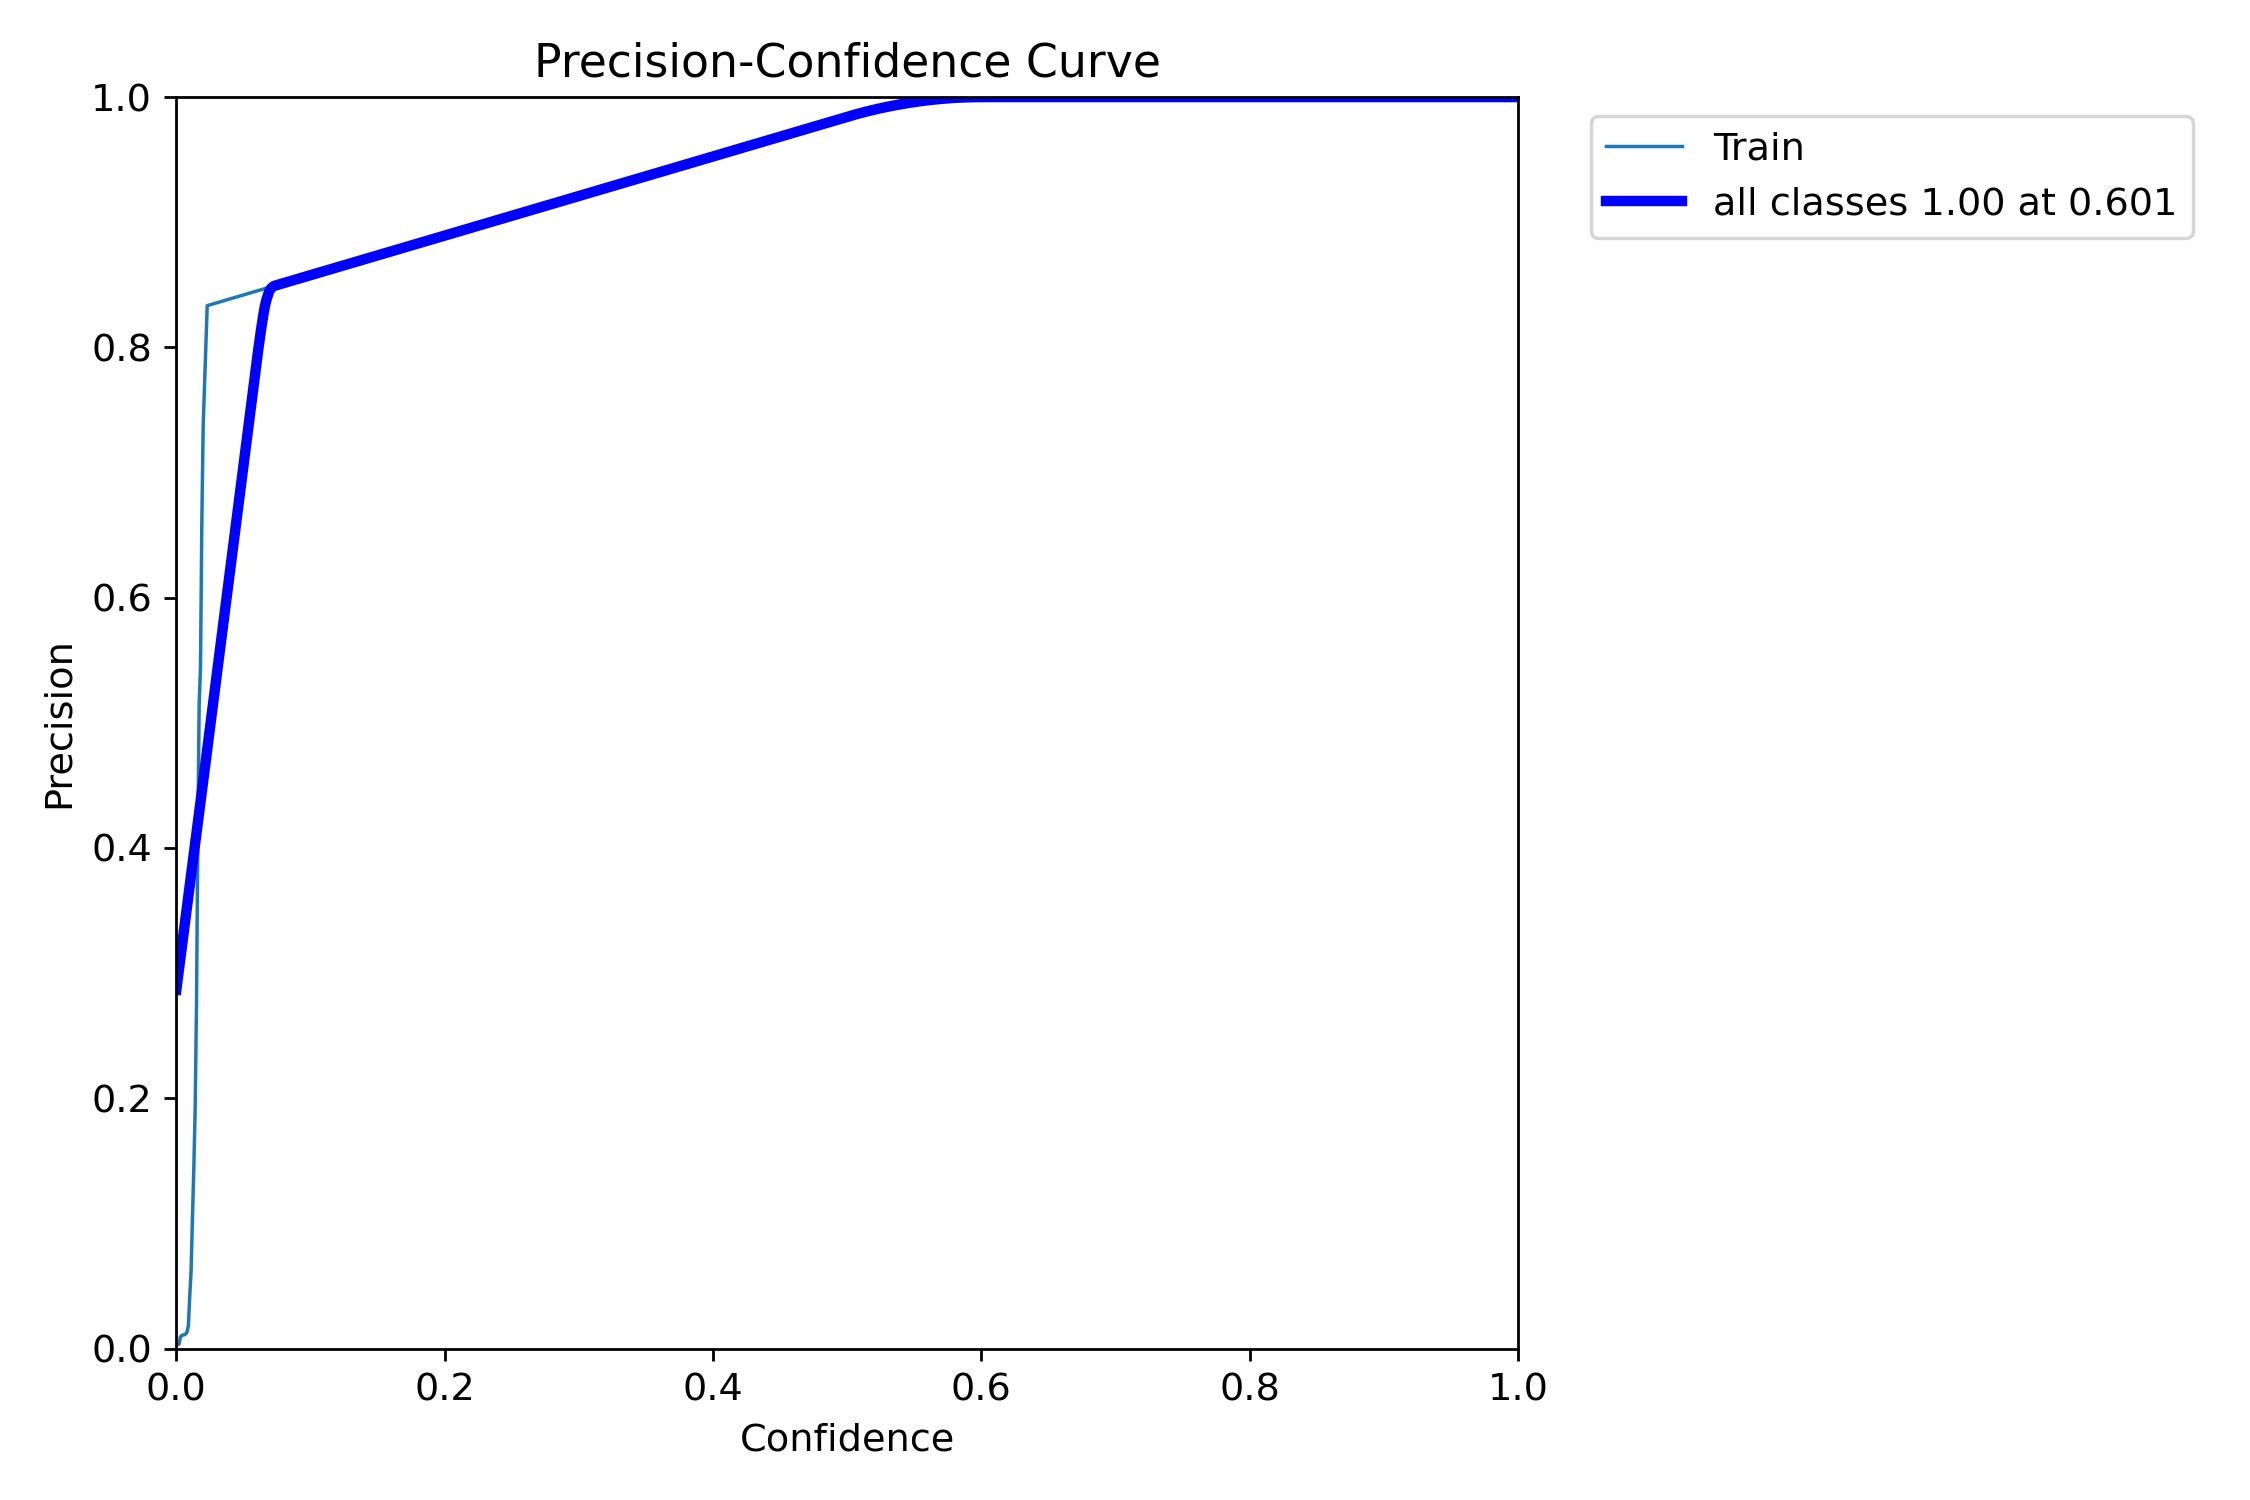 Precision-Confidence Curve
1.0
0.8
0.6
0.4
0.2
0.0
Precision
0.0 0.2 0.4 0.6 0.8 1.0
Confidence
Train
all classes 1.00 at 0.601